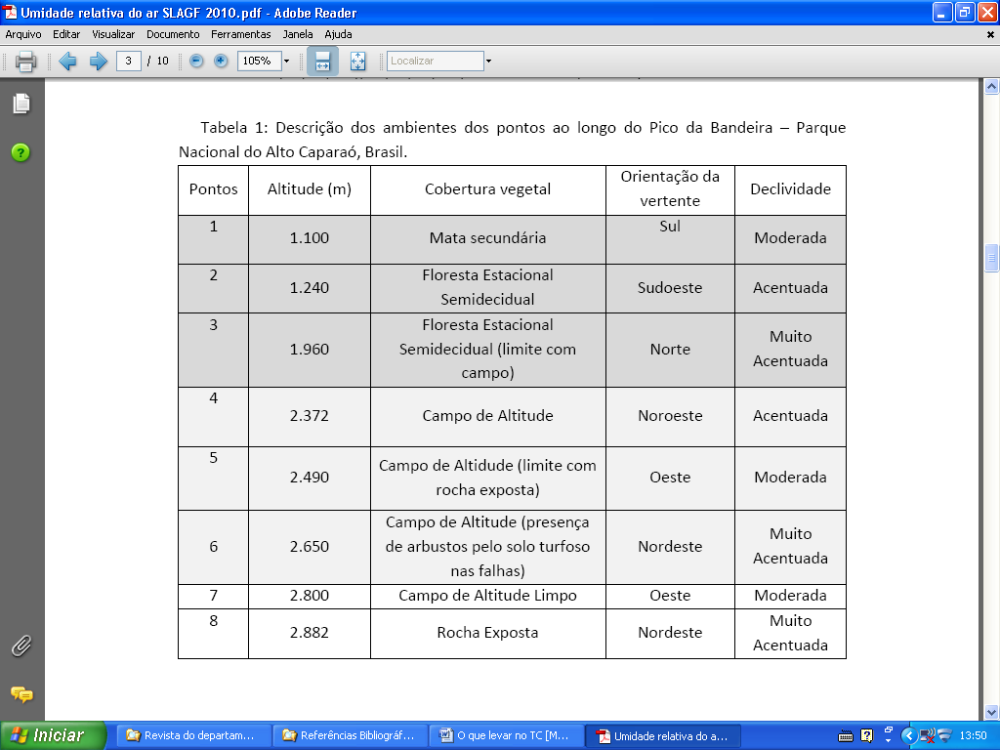 Umidade relativa do ar SLAGF 2010.pdf - Adobe Reader
Arquivo Editar Visualizar Documento Ferramentas Janela Ajuda
3 / 10 105% Localizar
Tabela 1: Descrição dos ambientes dos pontos ao longo do Pico da Bandeira – Parque
Nacional do Alto Caparaó, Brasil.
Pontos Altitude (m) Cobertura vegetal Orientação da vertente Declividade
1 1.100 Mata secundária Sul Moderada
2 1.240 Floresta Estacional Semidecidual Sudoeste Acentuada
3 1.960 Floresta Estacional Semidecidual (limite com campo) Norte Muito Acentuada
4 2.372 Campo de Altitude Noroeste Acentuada
5 2.490 Campo de Altidude (limite com rocha exposta) Oeste Moderada
6 2.650 Campo de Altitude (presença de arbustos pelo solo turfoso nas falhas) Nordeste Muito Acentuada
7 2.800 Campo de Altitude Limpo Oeste Moderada
8 2.882 Rocha Exposta Nordeste Muito Acentuada
Iniciar Revista do departam... Referências Bibliográf... O que levar no TC [M... Umidade relativa do a... 13:50